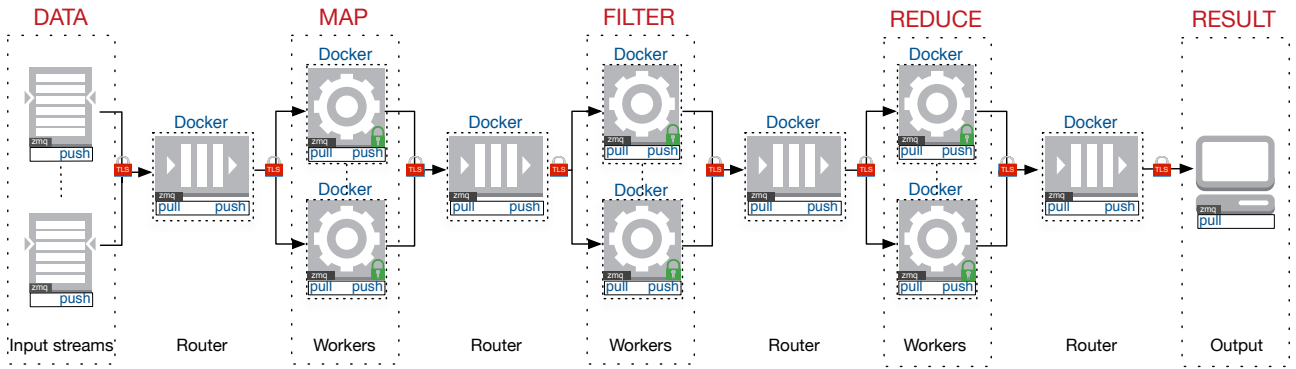 DATA
MAP
FILTER
REDUCE
RESULT
Docker
Docker
Docker
zmq
push
Docker
TLS
zmq
pull push
TLS
zmq
pull push
TLS
Docker
zmq
pull push
TLS
zmq
pull push
TLS
Docker
zmq
pull push
TLS
zmq
pull push
TLS
Docker
zmq
pull push
TLS
zmq
pull
zmq
push
Docker
zmq
pull push
Docker
zmq
pull push
Docker
zmq
pull push
Input streams
Router
Workers
Router
Workers
Router
Workers
Router
Output